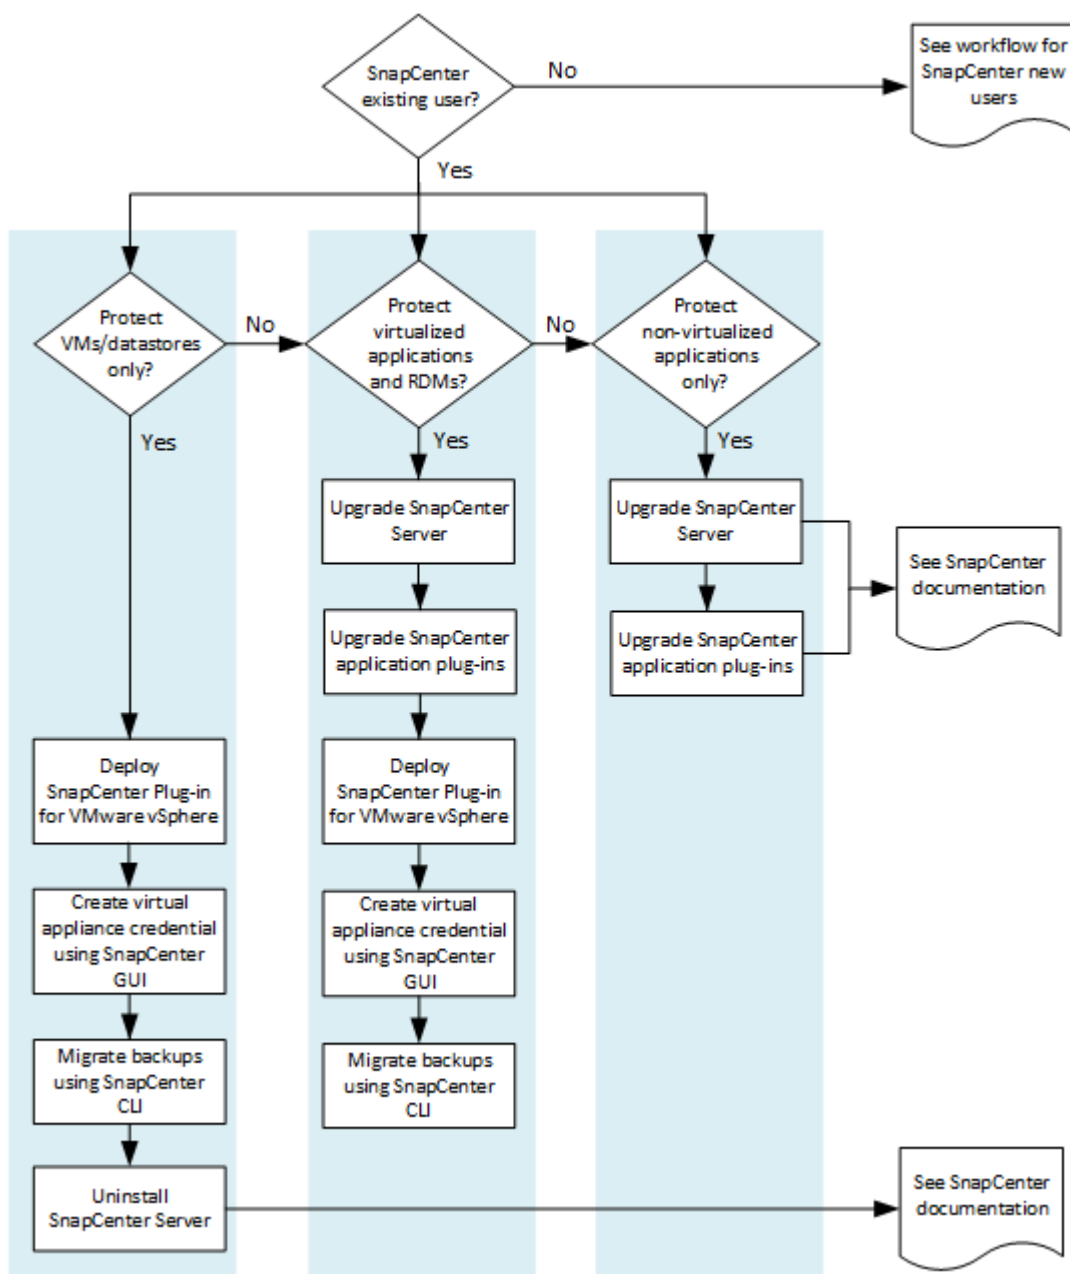 SnapCenter
existing user?
No
See workflow for
SnapCenter new
users
Yes
Protect
VMs/datastores
only?
No
Protect
virtualized
applications
and RDMs?
No
Protect
non-virtualized
applications
only?
Yes
Deploy
SnapCenter Plug-in
for VMware vSphere
Create virtual
appliance credential
using SnapCenter
GUI
Migrate backups
using SnapCenter
CLI
Uninstall
SnapCenter Server
See SnapCenter
documentation
Yes
Upgrade SnapCenter
Server
Upgrade SnapCenter
application plug-ins
Deploy
SnapCenter Plug-in
for VMware vSphere
Create virtual
appliance credential
using SnapCenter
GUI
Migrate backups
using SnapCenter
CLI
Yes
Upgrade SnapCenter
Server
Upgrade SnapCenter
application plug-ins
See SnapCenter
documentation